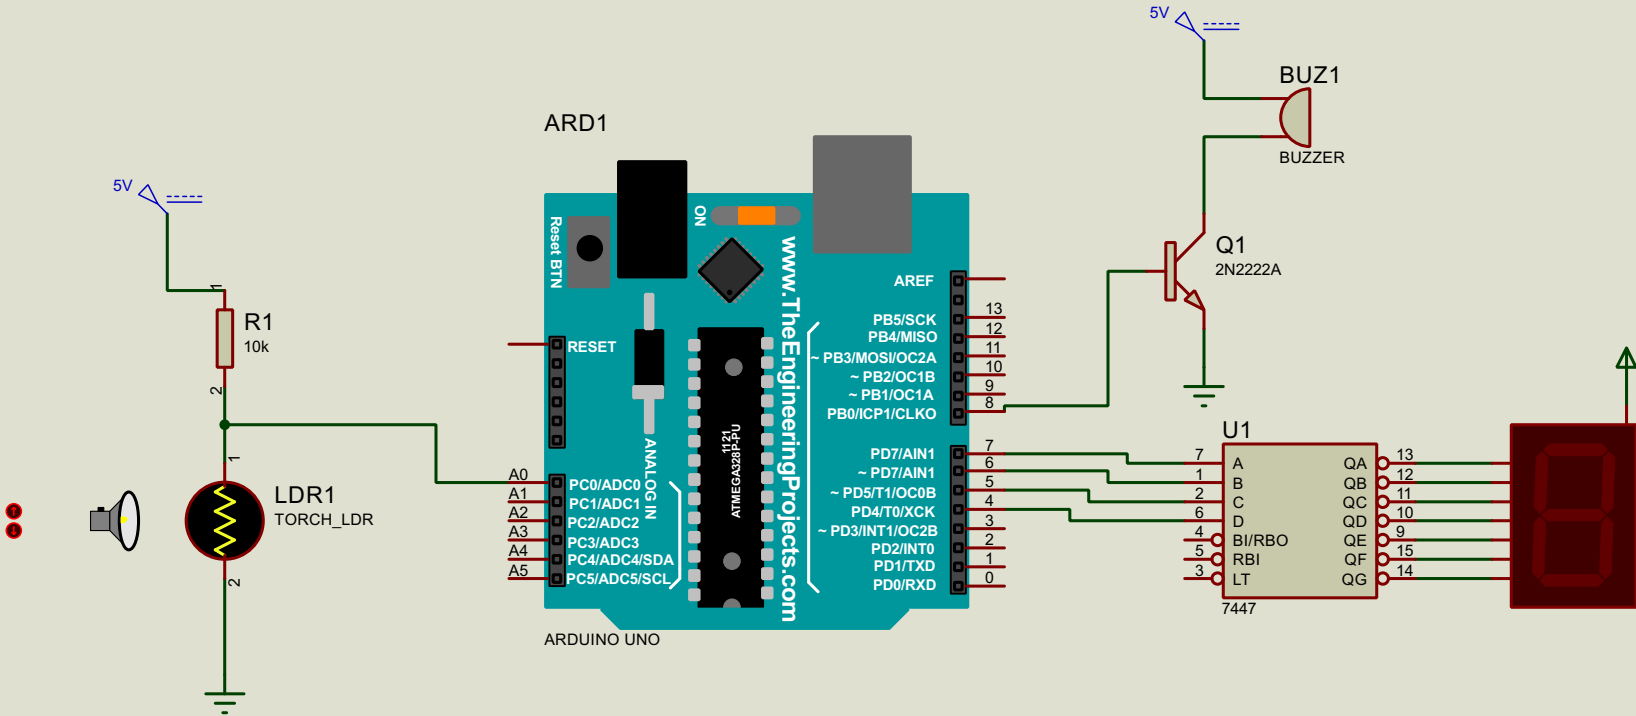 5V
BUZ1
BUZZER
ARD1
5V
ON
Reset BTN
www.TheEngineeringProjects.com
Q1
2N2222A
1
R1
10k
2
RESET
AREF
PB5/SCK 13
PB4/MISO 12
~ PB3/MOSI/OC2A 11
~ PB2/OC1B 10
~ PB1/OC1A 9
PB0/ICP1/CLKO 8
1121
ATMEGA328P-PU
ANALOG IN
A0 PC0/ADC0
A1 PC1/ADC1
A2 PC2/ADC2
A3 PC3/ADC3
A4 PC4/ADC4/SDA
A5 PC5/ADC5/SCL
PD7/AIN1 7
~ PD7/AIN1 6
~ PD5/T1/OC0B 5
PD4/T0/XCK 4
~ PD3/INT1/OC2B 3
PD2/INT0 2
PD1/TXD 1
PD0/RXD 0
1
LDR1
TORCH_LDR
2
ARDUINO UNO
U1
7 A QA 13
1 B QB 12
2 C QC 11
6 D QD 10
4 BI/RBO QE 9
5 RBI QF 15
3 LT QG 14
7447